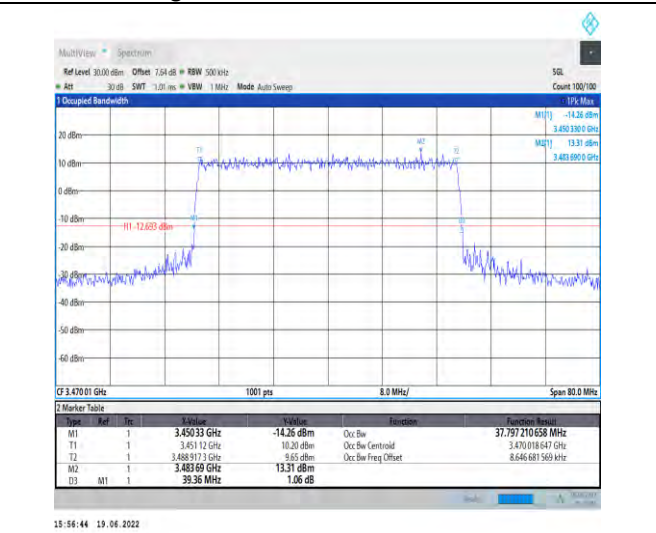 MultiView Spectrum
Ref Level 30.00 dBm Offset 7.64 dB RBW 500 kHz SGL
Att 30 dB SWT 1.01 ms VBW 1 MHz Mode Auto Sweep Count 100/100
1 Occupied Bandwidth 1Pk Max
M1[1] -14.26 dBm
3.450 330 0 GHz
M2[1] 13.31 dBm
3.483 690 0 GHz
20 dBm
M2
T1
T2
10 dBm
0 dBm
-10 dBm
M1
H1 -12.693 dBm
-20 dBm
-30 dBm
-40 dBm
-50 dBm
-60 dBm
CF 3.470 01 GHz 1001 pts 8.0 MHz/ Span 80.0 MHz
2 Marker Table
Type Ref Trc X-Value Y-Value Function Function Result
M1 1 3.450 33 GHz -14.26 dBm Occ Bw 37.797 210 658 MHz
T1 1 3.451 12 GHz 10.20 dBm Occ Bw Centroid 3.470 018 647 GHz
T2 1 3.488 917 3 GHz 9.65 dBm Occ Bw Freq Offset 8.646 681 569 kHz
M2 1 3.483 69 GHz 13.31 dBm
D3 M1 1 39.36 MHz 1.06 dB
15:56:44 19.06.2022